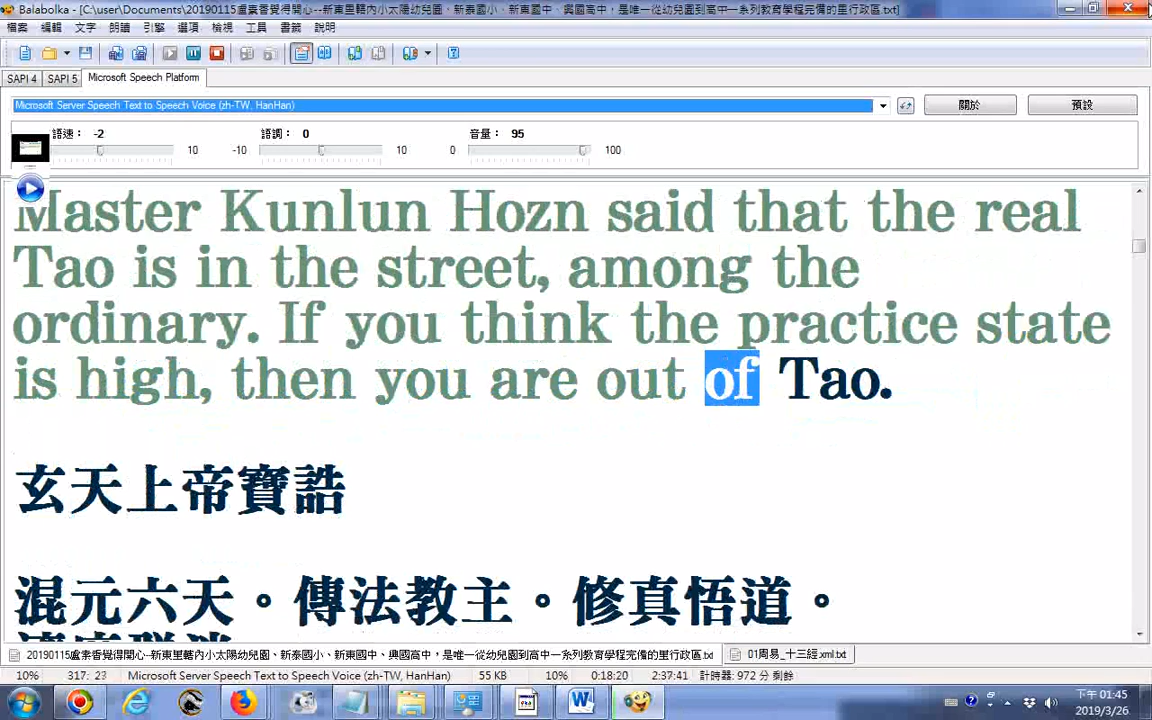 Balabolka - [C:\user\Documents\20190115盧素香覺得開心--新東里轄內小太陽幼兒園、新泰國小、新東國中、興國高中，是唯一從幼兒園到高中一系列教育學程完備的里行政區.txt]
檔案 編輯 文字 朗讀 引擎 選項 檢視 工具 書籤 說明
SAPI 4 SAPI 5 Microsoft Speech Platform
Microsoft Server Speech Text to Speech Voice (zh-TW, HanHan) 關於 預設
語速： -2 語調： 0 音量： 95
10 -10 10 0 100
Master Kunlun Hozn said that the real
Tao is in the street, among the
ordinary. If you think the practice state
is high, then you are out of Tao.
玄天上帝寶誥
混元六天。傳法教主。修真悟道。
20190115盧素香覺得開心--新東里轄內小太陽幼兒園、新泰國小、新東國中、興國高中，是唯一從幼兒園到高中一系列教育學程完備的里行政區.txt 01周易_十三經.xml.txt
10% 317: 23 Microsoft Server Speech Text to Speech Voice (zh-TW, HanHan) 55 KB 10% 0:18:20 2:37:41 計時器: 972 分 剩餘
下午 01:45
2019/3/26